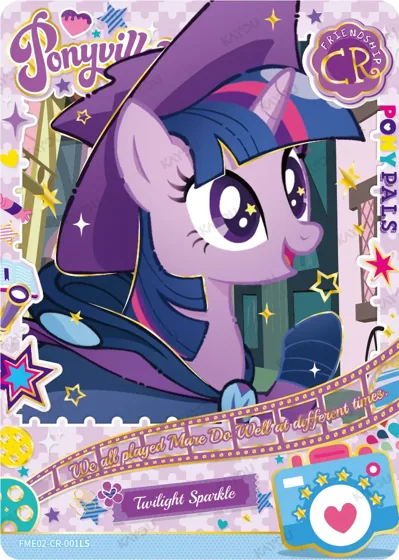 Ponyvill
FRIENDSHIP
CR
PONY PALS
We all played Mare Do Well at different times.
Twilight Sparkle
FME02-CR-001LS
KAYOU